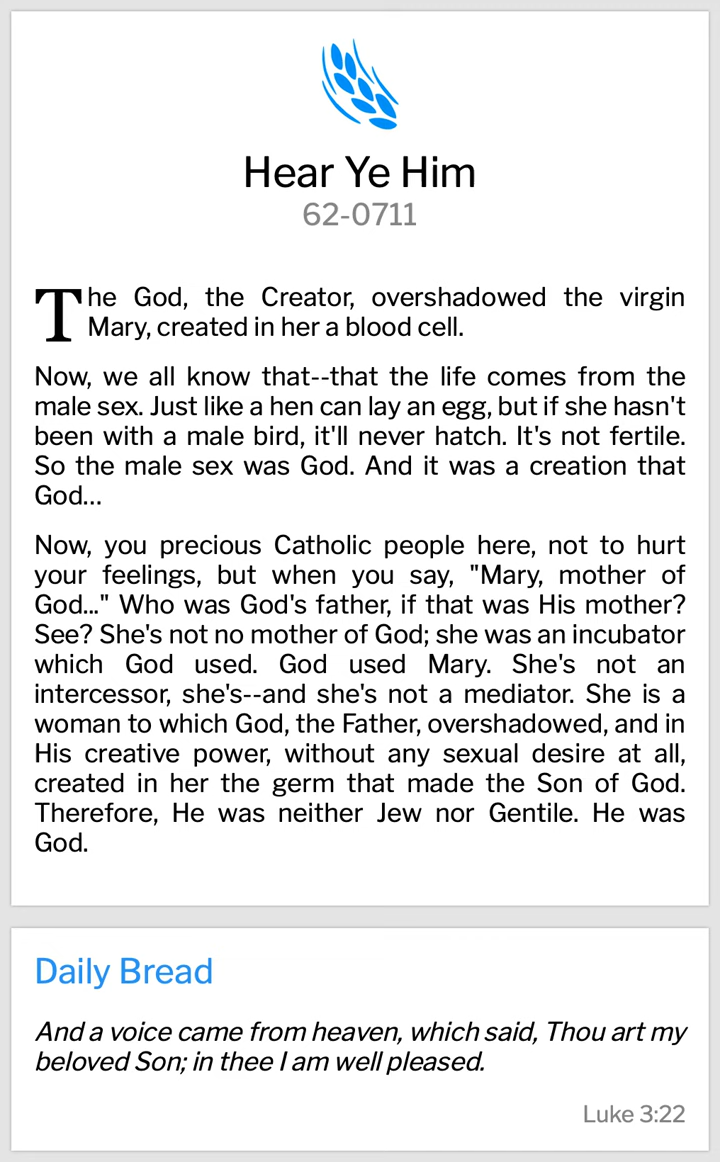 Hear Ye Him
62-0711
The God, the Creator, overshadowed the virgin
Mary, created in her a blood cell.
Now, we all know that--that the life comes from the
male sex. Just like a hen can lay an egg, but if she hasn't
been with a male bird, it'll never hatch. It's not fertile.
So the male sex was God. And it was a creation that
God...
Now, you precious Catholic people here, not to hurt
your feelings, but when you say, "Mary, mother of
God..." Who was God's father, if that was His mother?
See? She's not no mother of God; she was an incubator
which God used. God used Mary. She's not an
intercessor, she's--and she's not a mediator. She is a
woman to which God, the Father, overshadowed, and in
His creative power, without any sexual desire at all,
created in her the germ that made the Son of God.
Therefore, He was neither Jew nor Gentile. He was
God.
Daily Bread
And a voice came from heaven, which said, Thou art my
beloved Son; in thee I am well pleased.
Luke 3:22